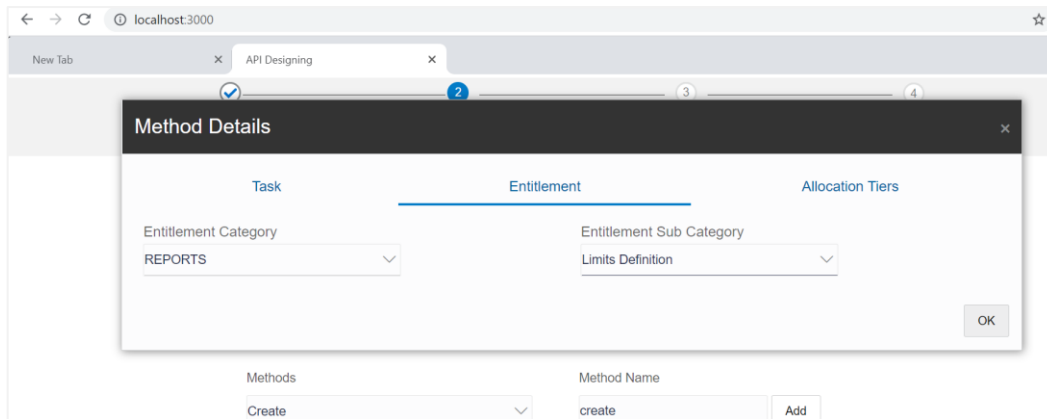 localhost:3000
New Tab
API Designing
2 3 4
Method Details
Task Entitlement Allocation Tiers
Entitlement Category Entitlement Sub Category
REPORTS Limits Definition
OK
Methods Method Name
Create create Add